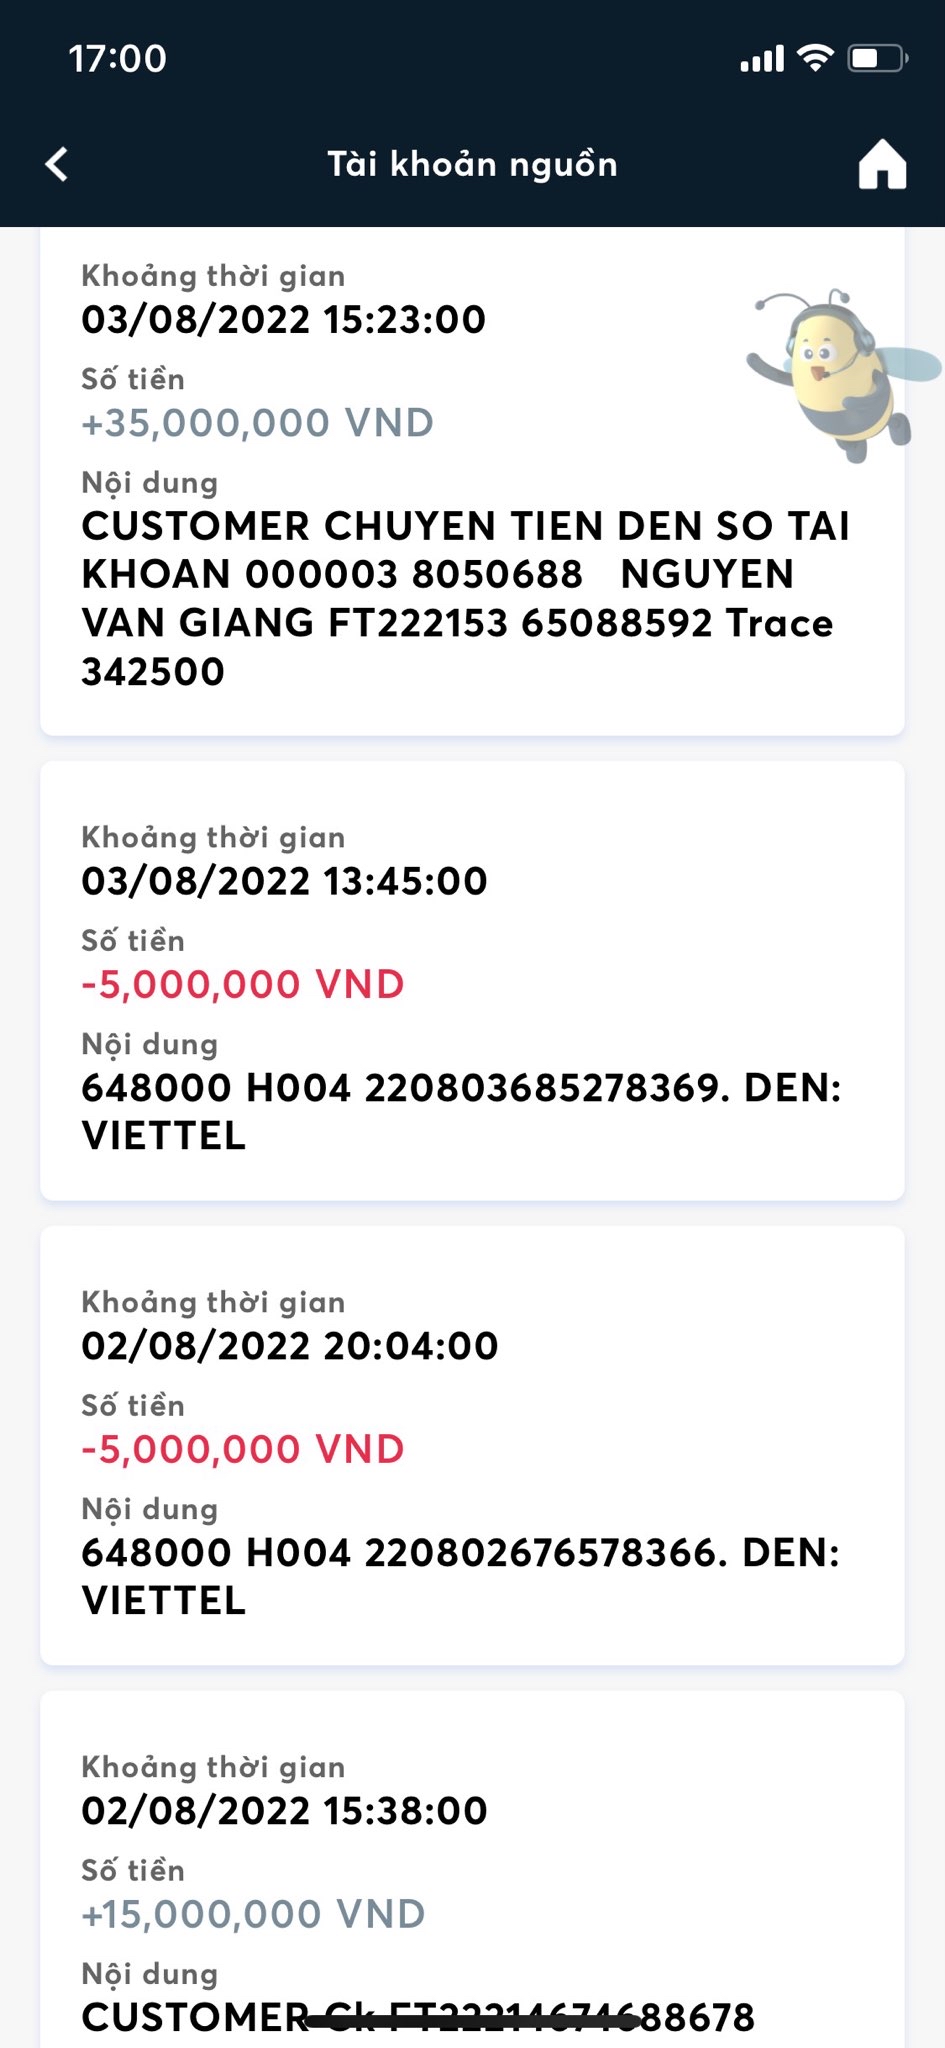 17:00
Tài khoản nguồn
Khoảng thời gian
03/08/2022 15:23:00
Số tiền
+35,000,000 VND
Nội dung
CUSTOMER CHUYEN TIEN DEN SO TAI
KHOAN 000003 8050688 NGUYEN
VAN GIANG FT222153 65088592 Trace
342500
Khoảng thời gian
03/08/2022 13:45:00
Số tiền
-5,000,000 VND
Nội dung
648000 H004 220803685278369. DEN:
VIETTEL
Khoảng thời gian
02/08/2022 20:04:00
Số tiền
-5,000,000 VND
Nội dung
648000 H004 220802676578366. DEN:
VIETTEL
Khoảng thời gian
02/08/2022 15:38:00
Số tiền
+15,000,000 VND
Nội dung
CUSTOMER Ck FT22214674688678